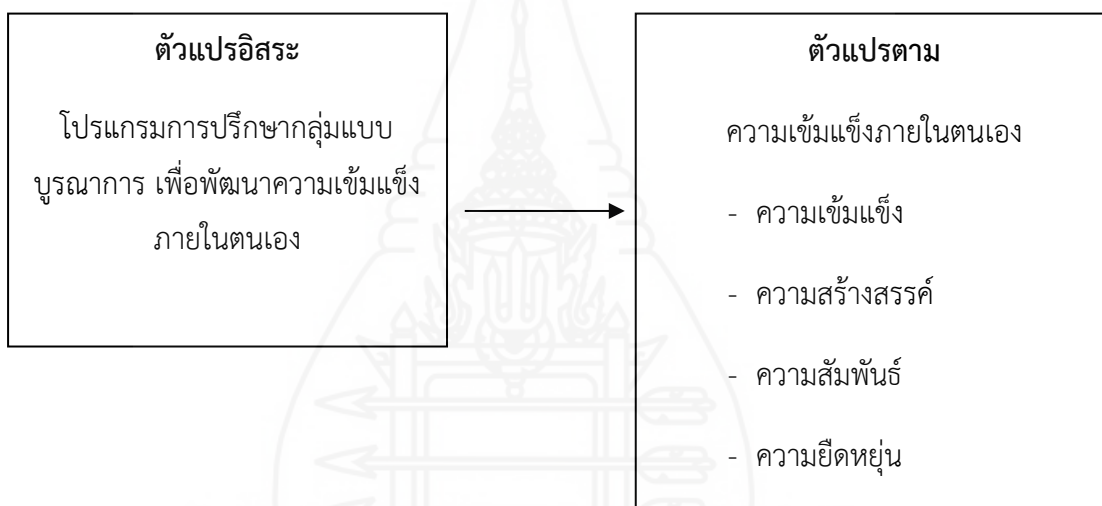 ตัวแปรอิสระ
โปรแกรมการปรึกษากลุ่มแบบ
บูรณาการ เพื่อพัฒนาความเข้มแข็ง
ภายในตนเอง
ตัวแปรตาม
ความเข้มแข็งภายในตนเอง
- ความเข้มแข็ง
- ความสร้างสรรค์
- ความสัมพันธ์
- ความยืดหยุ่น